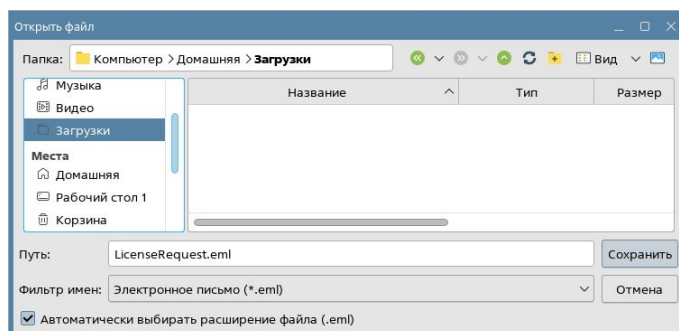 Открыть файл
Папка: Компьютер > Домашняя > Загрузки Вид
Музыка
Видео
Загрузки
Места
Домашняя
Рабочий стол 1
Корзина
Название Тип Размер
Путь: LicenseRequest.eml Сохранить
Фильтр имен: Электронное письмо (*.eml) Отмена
Автоматически выбирать расширение файла (.eml)